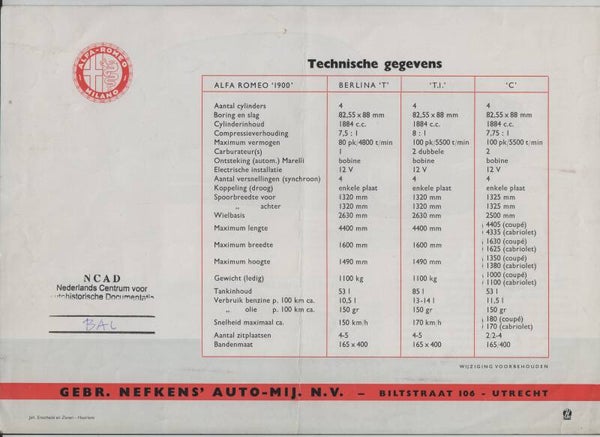 ALFA-ROMEO
MILANO
Technische gegevens
ALFA ROMEO '1900' BERLINA 'T' 'T.I.' 'C'
Aantal cylinders 4 4 4
Boring en slag 82,55 x 88 mm 82,55 x 88 mm 82,55 x 88 mm
Cylinderinhoud 1884 c.c. 1884 c.c. 1884 c.c.
Compressieverhouding 7,5 : 1 8 : 1 7,75 : 1
Maximum vermogen 80 pk/4800 t/min 100 pk/5500 t/min 100 pk/5500 t/min
Carburateur(s) 1 2 dubbele 2
Ontsteking (autom.) Marelli bobine bobine bobine
Electrische installatie 12 V 12 V 12 V
Aantal versnellingen (synchroon) 4 4 4
Koppeling (droog) enkele plaat enkele plaat enkele plaat
Spoorbreedte voor 1320 mm 1320 mm 1325 mm
„ achter 1320 mm 1320 mm 1325 mm
Wielbasis 2630 mm 2630 mm 2500 mm
Maximum lengte 4400 mm 4400 mm 4405 (coupé)
4335 (cabriolet)
Maximum breedte 1600 mm 1600 mm 1630 (coupé)
1625 (cabriolet)
Maximum hoogte 1490 mm 1490 mm 1350 (coupé)
1380 (cabriolet)
Gewicht (ledig) 1100 kg 1100 kg 1000 (coupé)
1100 (cabriolet)
Tankinhoud 53 l 85 l 53 l
Verbruik benzine p. 100 km ca. 10,5 l 13-14 l 11,5 l
„ olie p. 100 km ca. 150 gr 150 gr 150 gr
Snelheid maximaal ca. 150 km/h 170 km/h 180 (coupé)
170 (cabriolet)
Aantal zitplaatsen 4-5 4-5 2/2-4
Bandenmaat 165 x 400 165 x 400 165/400
WIJZIGING VOORBEHOUDEN
NCAD
Nederlands Centrum voor
utohistorische Documentatie
BAL
GEBR. NEFKENS' AUTO-MIJ. N.V. – BILTSTRAAT 106 - UTRECHT
Joh. Enschedé en Zonen - Haarlem